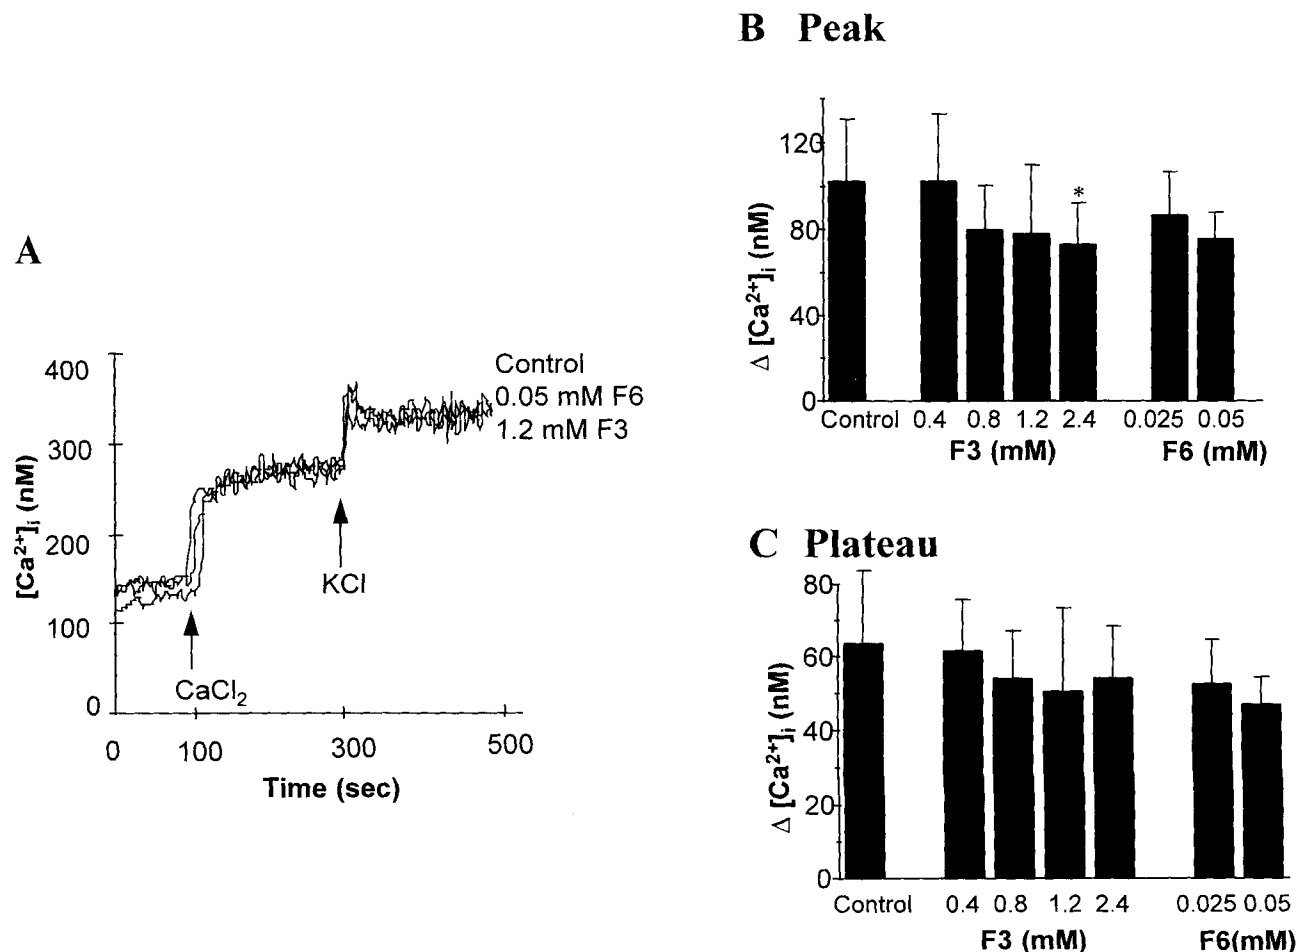 A
400
300
200
100
0
[Ca²⁺]ᵢ (nM)
Control
0.05 mM F6
1.2 mM F3
CaCl₂
KCl
0 100 300 500
Time (sec)
B Peak
120
80
40
0
Δ [Ca²⁺]ᵢ (nM)
*
Control 0.4 0.8 1.2 2.4 0.025 0.05
F3 (mM) F6 (mM)
C Plateau
80
60
40
20
0
Δ [Ca²⁺]ᵢ (nM)
Control 0.4 0.8 1.2 2.4 0.025 0.05
F3 (mM) F6(mM)